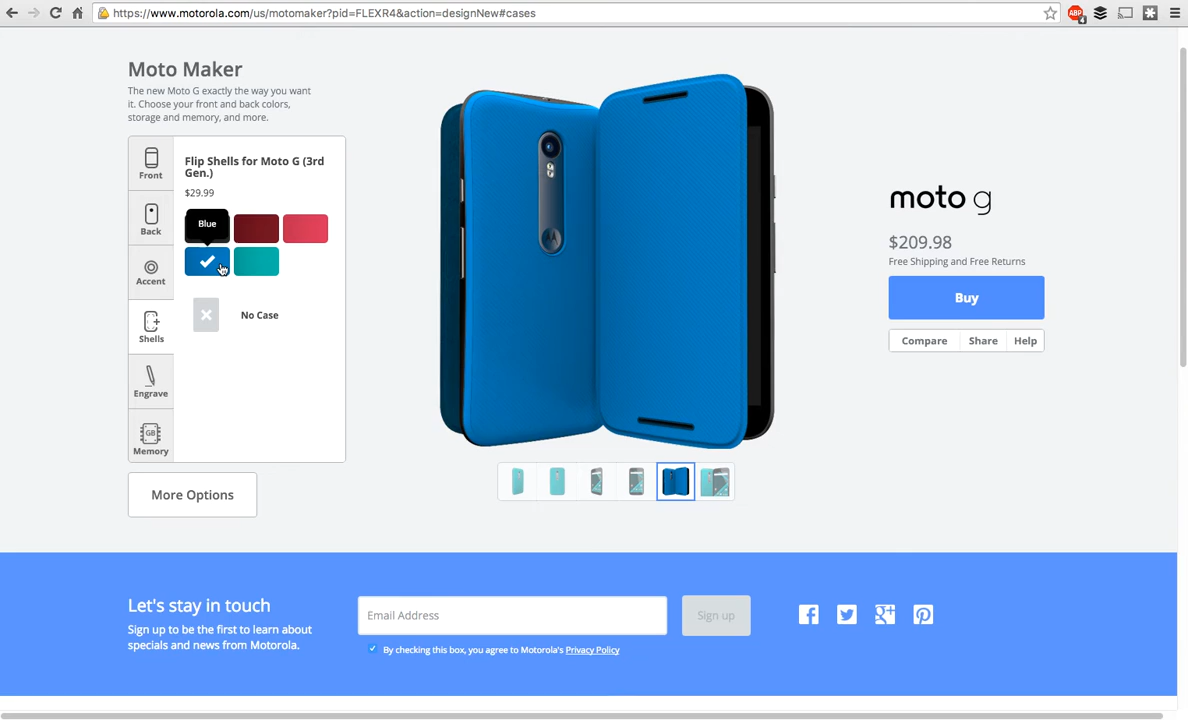 https://www.motorola.com/us/motomaker?pid=FLEXR4&action=designNew#cases
ABP
4
Moto Maker
The new Moto G exactly the way you want
it. Choose your front and back colors,
storage and memory, and more.
Front
Back
Accent
Shells
Engrave
GB
Memory
Flip Shells for Moto G (3rd
Gen.)
$29.99
Blue
No Case
More Options
moto g
$209.98
Free Shipping and Free Returns
Buy
Compare
Share
Help
Let's stay in touch
Sign up to be the first to learn about
specials and news from Motorola.
Email Address
Sign up
By checking this box, you agree to Motorola's Privacy Policy